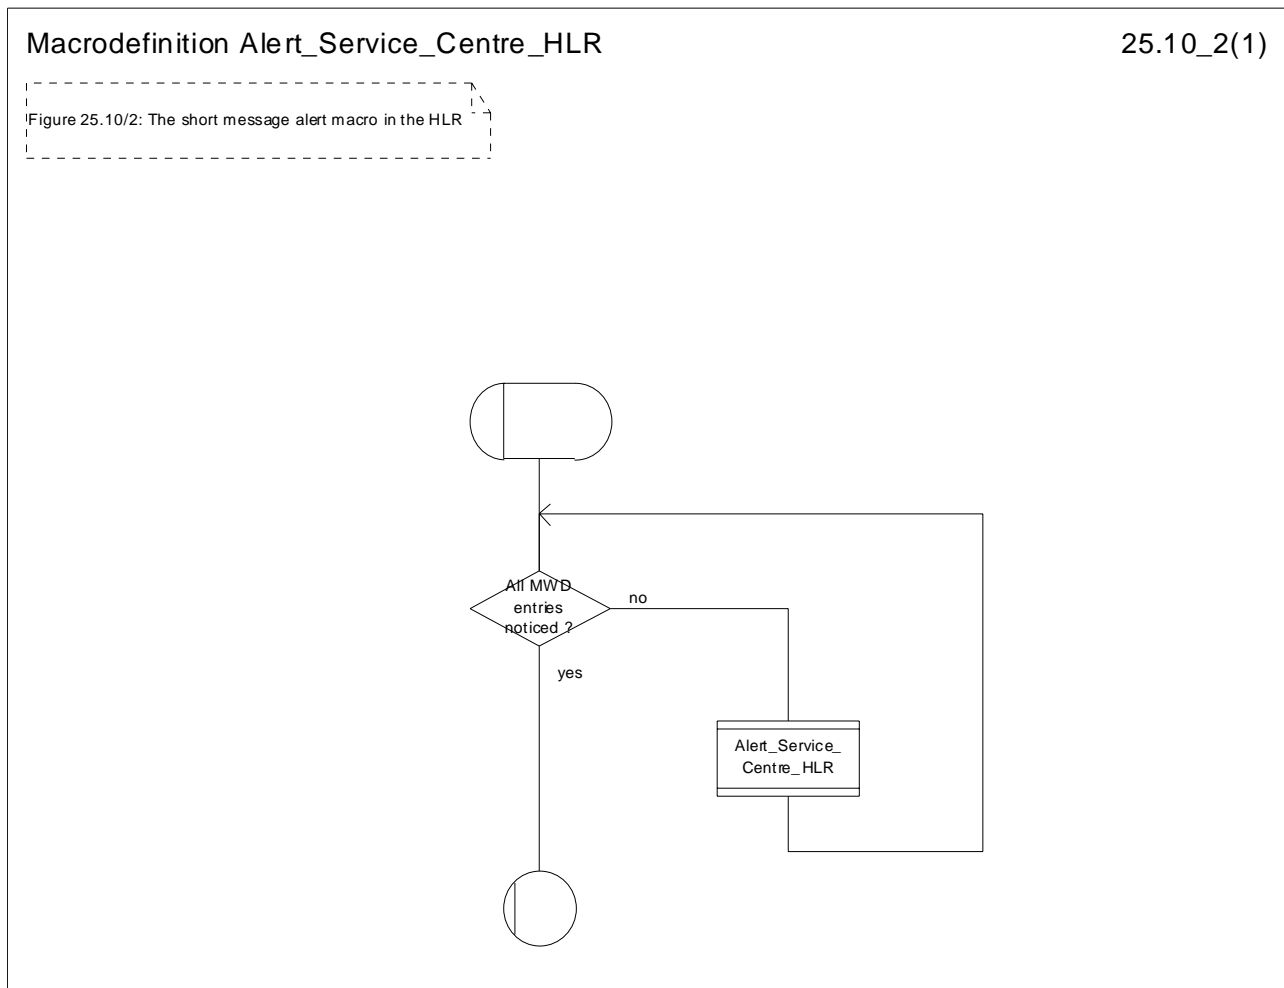 Macrodefinition Alert_Service_Centre_HLR
25.10_2(1)
Figure 25.10/2: The short message alert macro in the HLR
All MWD
entries
noticed ?
no
yes
Alert_Service_
Centre_HLR